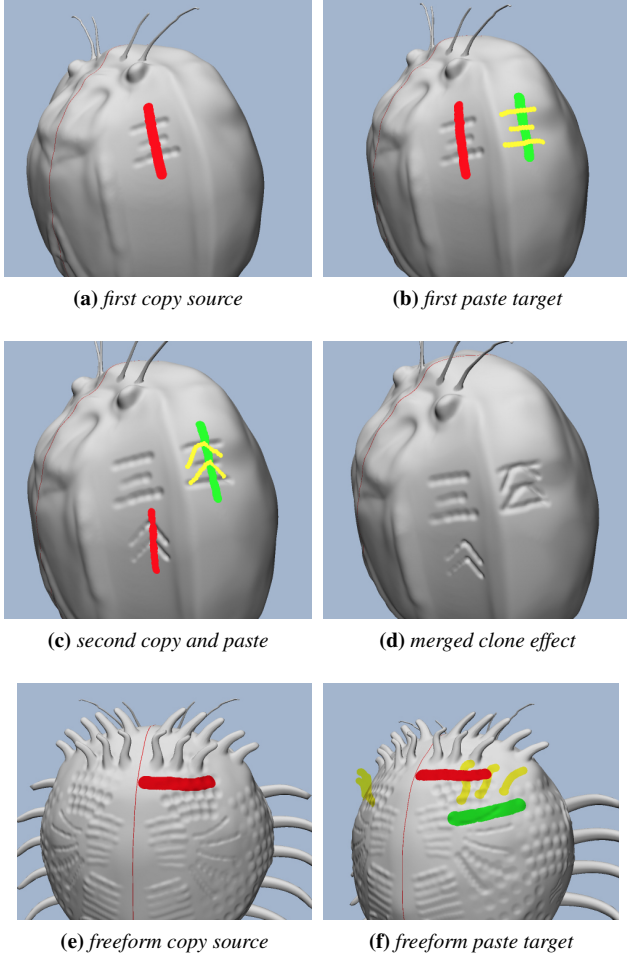 (a) first copy source
(b) first paste target
(c) second copy and paste
(d) merged clone effect
(e) freeform copy source
(f) freeform paste target